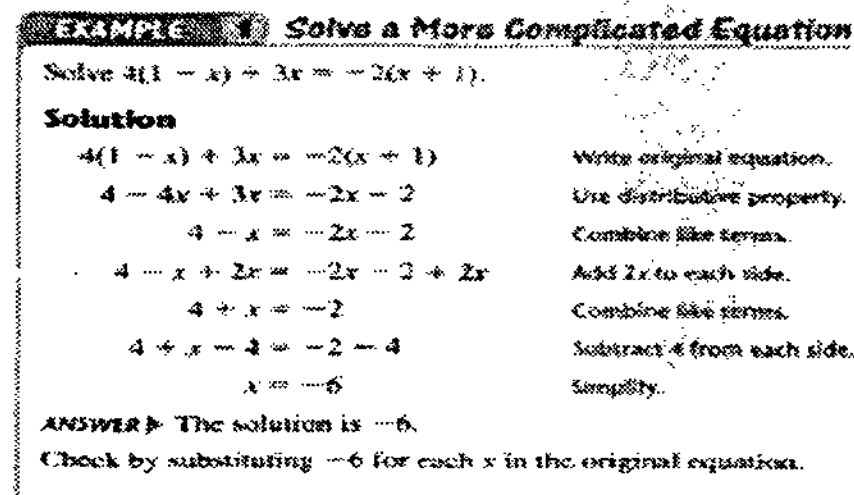 EXAMPLE 1 Solve a More Complicated Equation
Solve 4(1 − x) + 3x = −2(x + 1).
Solution
4(1 − x) + 3x = −2(x + 1) Write original equation.
4 − 4x + 3x = −2x − 2 Use distributive property.
4 − x = −2x − 2 Combine like terms.
4 − x + 2x = −2x − 2 + 2x Add 2x to each side.
4 + x = −2 Combine like terms.
4 + x − 4 = −2 − 4 Subtract 4 from each side.
x = −6 Simplify.
ANSWER The solution is −6.
Check by substituting −6 for each x in the original equation.